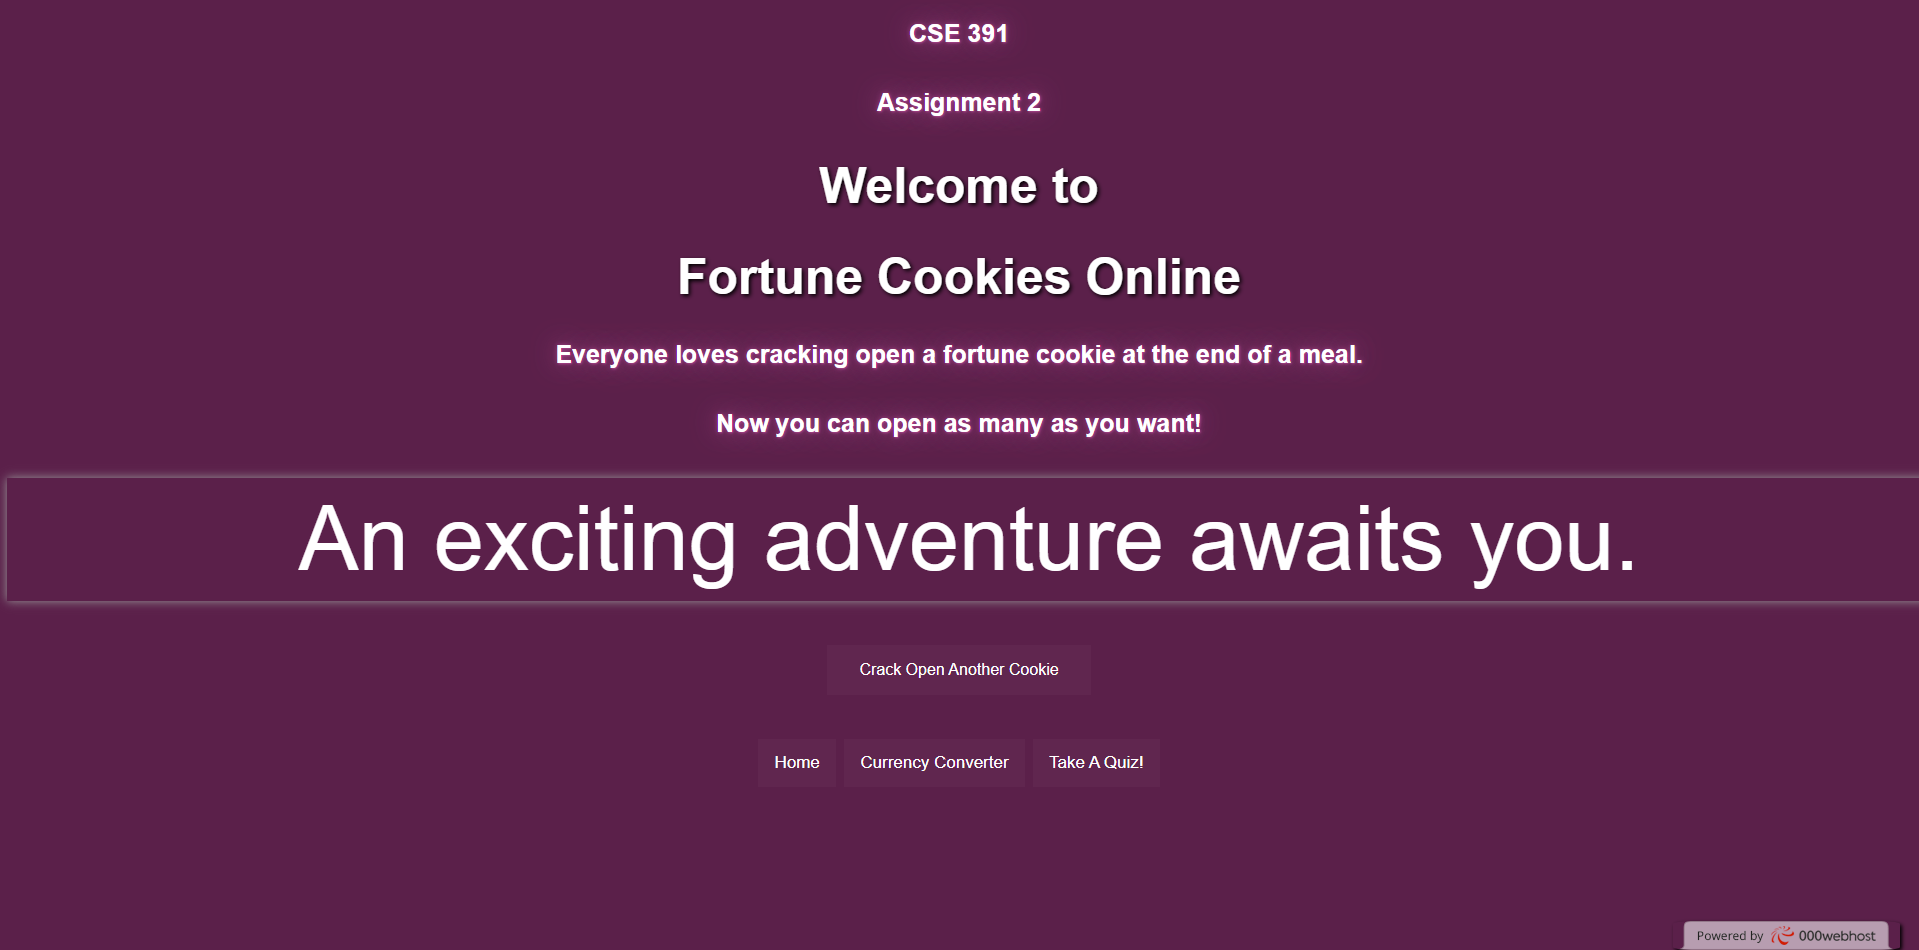 CSE 391
Assignment 2
Welcome to
Fortune Cookies Online
Everyone loves cracking open a fortune cookie at the end of a meal.
Now you can open as many as you want!
An exciting adventure awaits you.
Crack Open Another Cookie
Home Currency Converter Take A Quiz!
Powered by 000webhost